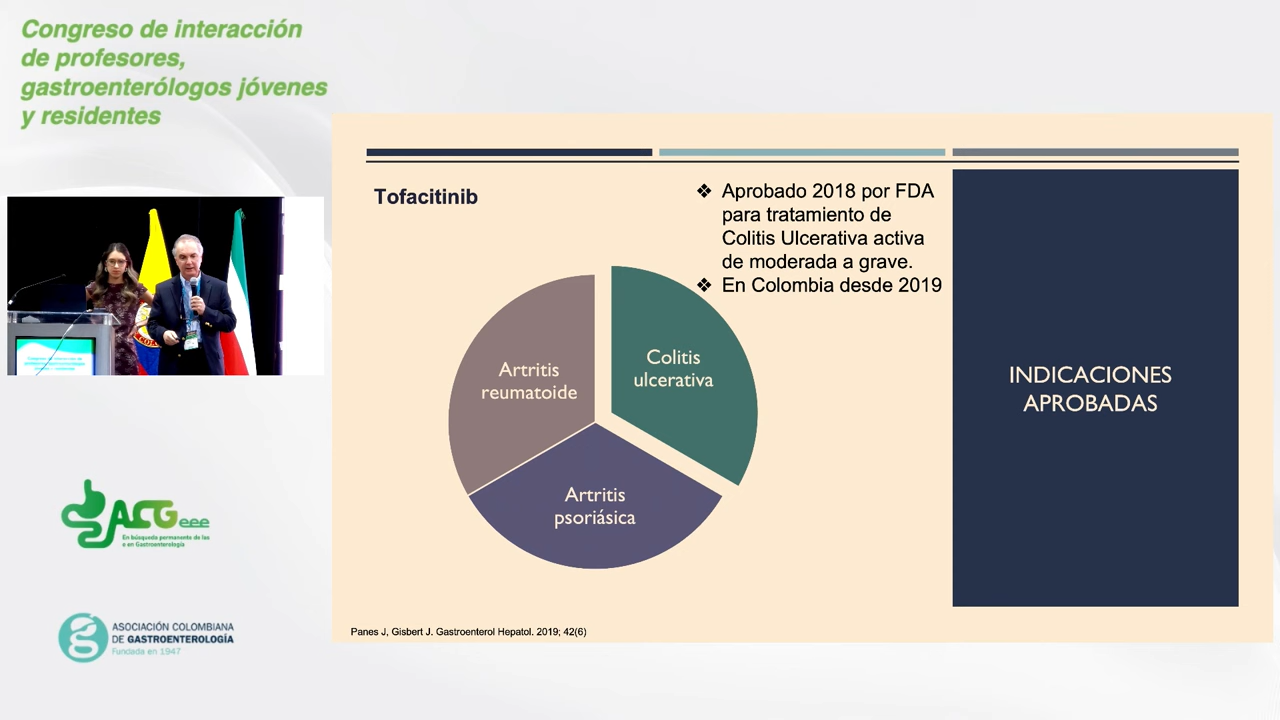 Congreso de interacción
de profesores,
gastroenterólogos jóvenes
y residentes
Tofacitinib
❖ Aprobado 2018 por FDA
para tratamiento de
Colitis Ulcerativa activa
de moderada a grave.
❖ En Colombia desde 2019
Artritis
reumatoide
Colitis
ulcerativa
Artritis
psoriásica
INDICACIONES
APROBADAS
Panes J, Gisbert J. Gastroenterol Hepatol. 2019; 42(6)
ACG eee
En búsqueda permanente de las
e en Gastroenterología
ASOCIACIÓN COLOMBIANA
DE GASTROENTEROLOGÍA
Fundada en 1947